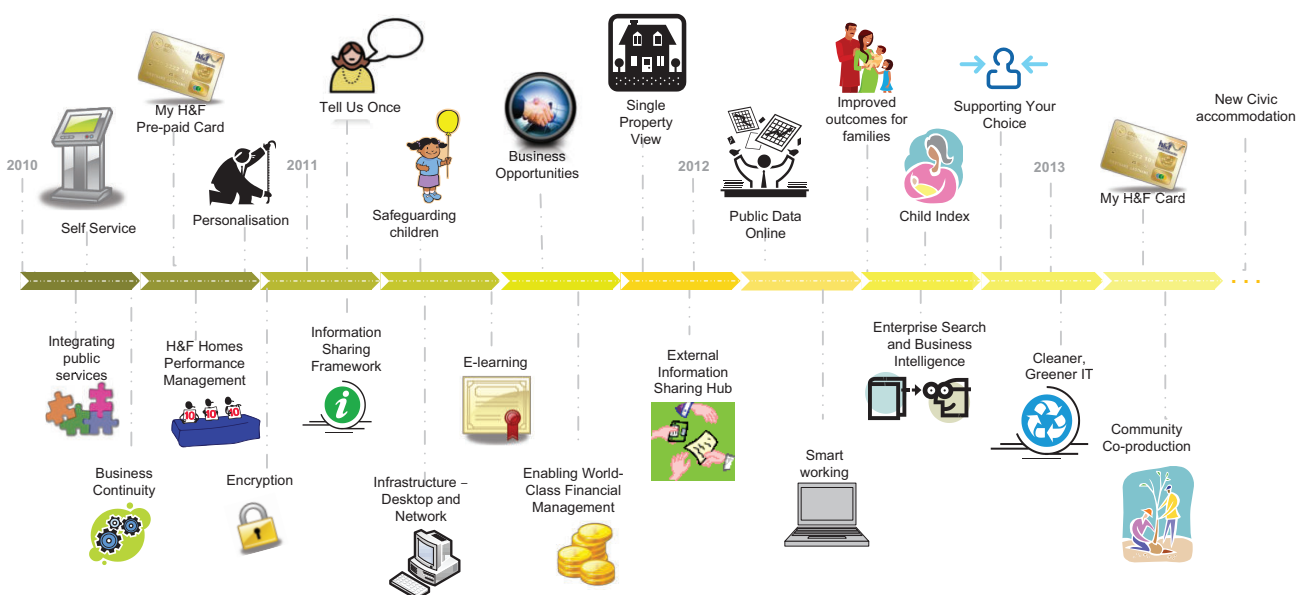 2010
Self Service
My H&F
Pre-paid Card
Personalisation
2011
Tell Us Once
Safeguarding
children
Business
Opportunities
Single
Property
View
2012
Public Data
Online
Improved
outcomes for
families
Child Index
Supporting Your
Choice
2013
My H&F Card
New Civic
accommodation
Integrating
public
services
Business
Continuity
H&F Homes
Performance
Management
10
10
10
Encryption
Information
Sharing
Framework
Infrastructure –
Desktop and
Network
E-learning
Enabling World-
Class Financial
Management
External
Information
Sharing Hub
Smart
working
Enterprise Search
and Business
Intelligence
Cleaner,
Greener IT
Community
Co-production